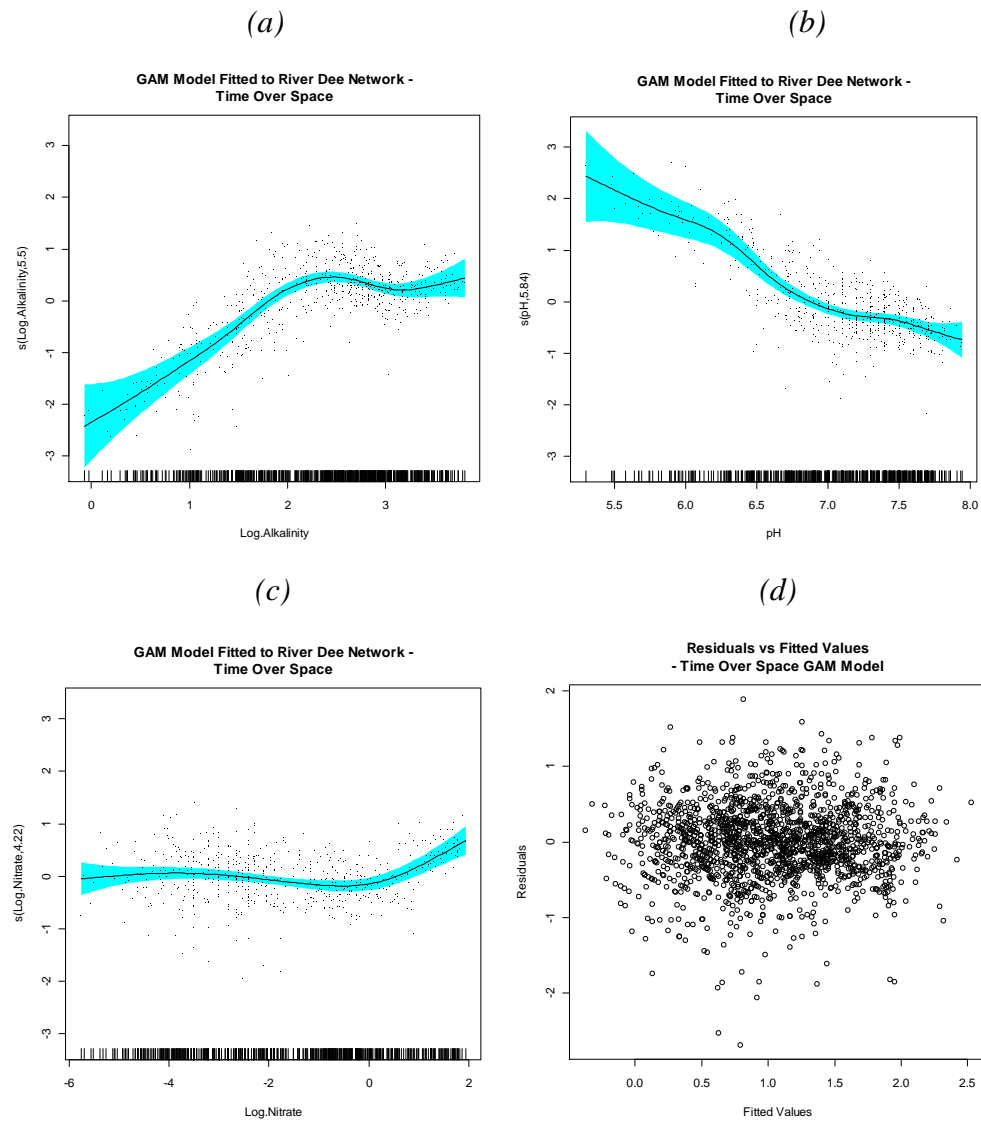 (a)
GAM Model Fitted to River Dee Network -
Time Over Space
s(Log.Alkalinity,5.5)
3
2
1
0
-1
-2
-3
0
1
2
3
Log.Alkalinity
(b)
GAM Model Fitted to River Dee Network -
Time Over Space
s(pH,5.84)
3
2
1
0
-1
-2
-3
5.5
6.0
6.5
7.0
7.5
8.0
pH
(c)
GAM Model Fitted to River Dee Network -
Time Over Space
s(Log.Nitrate,4.22)
3
2
1
0
-1
-2
-3
-6
-4
-2
0
2
Log.Nitrate
(d)
Residuals vs Fitted Values
- Time Over Space GAM Model
Residuals
2
1
0
-1
-2
0.0
0.5
1.0
1.5
2.0
2.5
Fitted Values